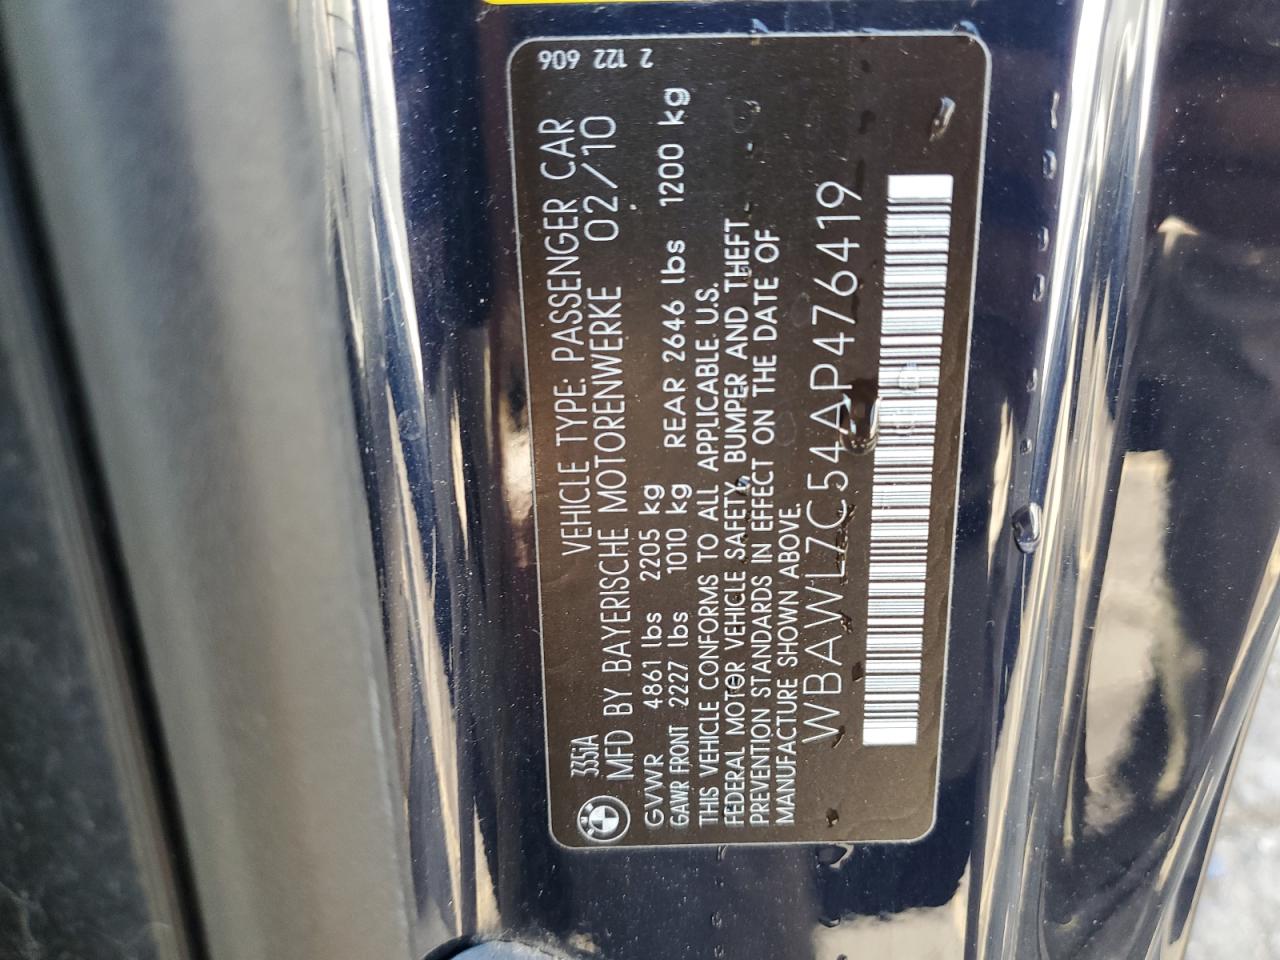 335iA VEHICLE TYPE: PASSENGER CAR 606
MFD BY BAYERISCHE MOTORENWERKE 02/10 2 122
GVWR 4861 lbs 2205 kg
GAWR FRONT 2227 lbs 1010 kg REAR 2646 lbs 1200 kg
THIS VEHICLE CONFORMS TO ALL APPLICABLE U.S.
FEDERAL MOTOR VEHICLE SAFETY, BUMPER AND THEFT
PREVENTION STANDARDS IN EFFECT ON THE DATE OF
MANUFACTURE SHOWN ABOVE.
WBAWL7C54AP476419